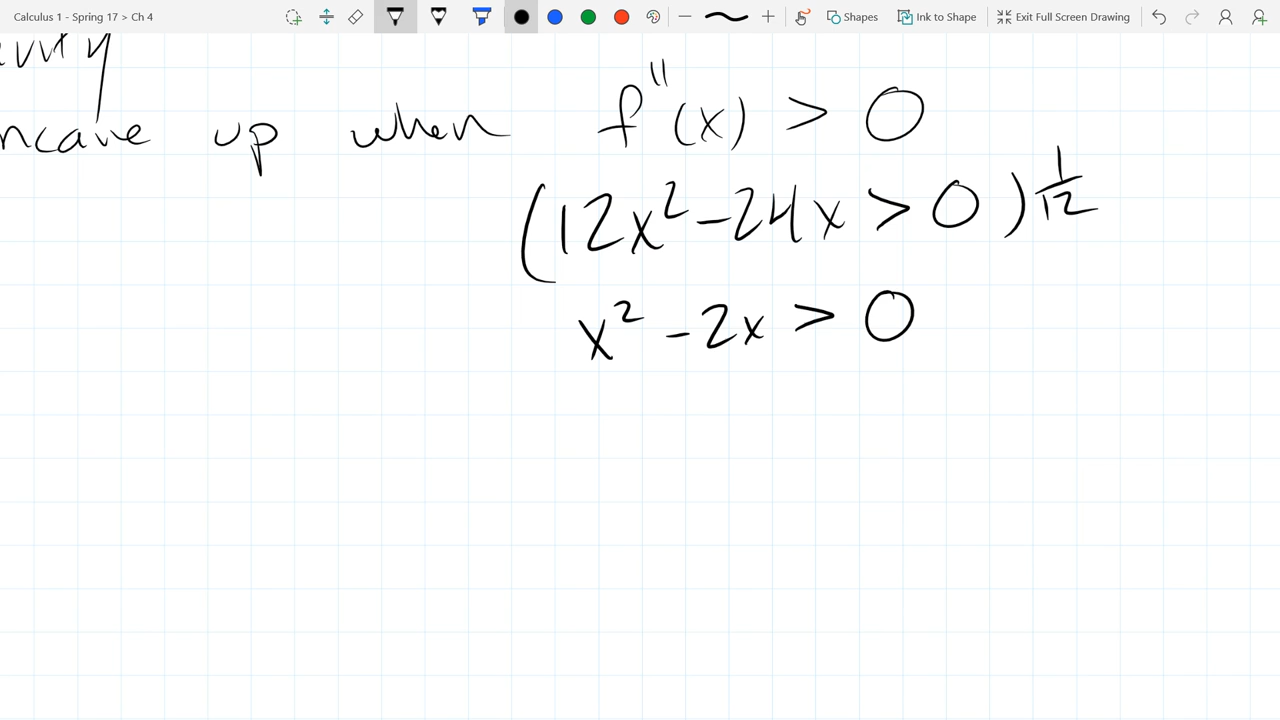 Calculus 1 - Spring 17 > Ch 4
Shapes
Ink to Shape
Exit Full Screen Drawing
up when f''(x) > 0
(12x² - 24x > 0) 1/12
x² - 2x > 0